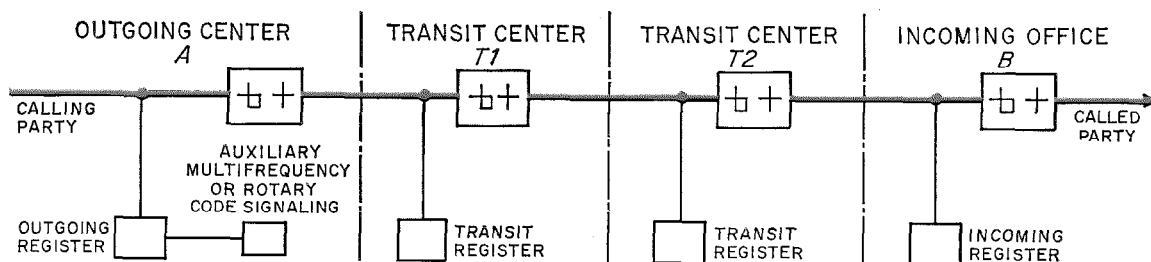 OUTGOING CENTER
A
TRANSIT CENTER
T1
TRANSIT CENTER
T2
INCOMING OFFICE
B
CALLING
PARTY
CALLED
PARTY
AUXILIARY
MULTIFREQUENCY
OR ROTARY
CODE SIGNALING
OUTGOING
REGISTER
TRANSIT
REGISTER
TRANSIT
REGISTER
INCOMING
REGISTER